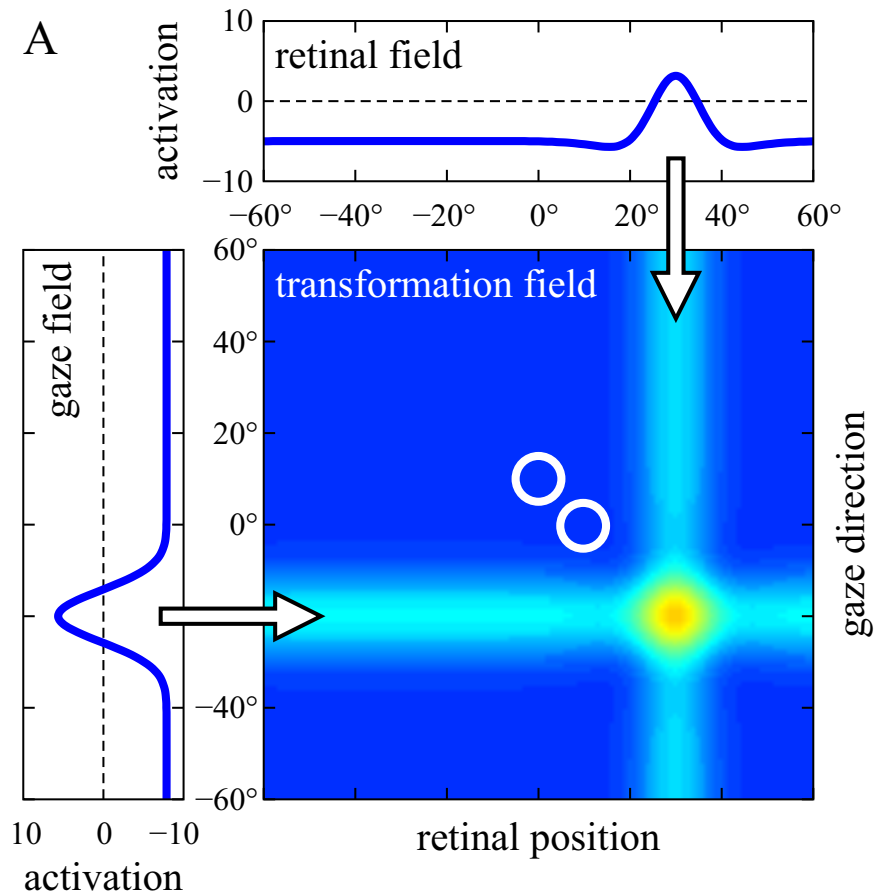 A
retinal field
activation
10
0
−10
−60° −40° −20° 0° 20° 40° 60°
gaze field
10 0 −10
activation
transformation field
60°
40°
20°
0°
−40°
−60°
gaze direction
retinal position